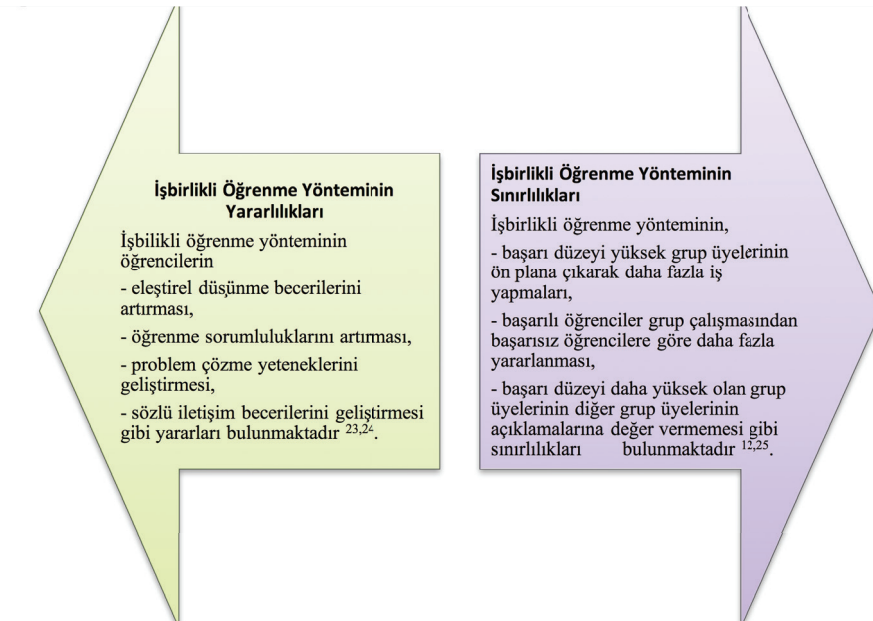 İşbirlikli Öğrenme Yönteminin
Yararlılıkları
İşbilikli öğrenme yönteminin
öğrencilerin
- eleştirel düşünme becerilerini
artırması,
- öğrenme sorumluluklarını artırması,
- problem çözme yeteneklerini
geliştirmesi,
- sözlü iletişim becerilerini geliştirmesi
gibi yararları bulunmaktadır 23,24.
İşbirlikli Öğrenme Yönteminin
Sınırlılıkları
İşbirlikli öğrenme yönteminin,
- başarı düzeyi yüksek grup üyelerinin
ön plana çıkarak daha fazla iş
yapmaları,
- başarılı öğrenciler grup çalışmasından
başarısız öğrencilere göre daha fazla
yararlanması,
- başarı düzeyi daha yüksek olan grup
üyelerinin diğer grup üyelerinin
açıklamalarına değer vermemesi gibi
sınırlılıkları bulunmaktadır 12,25.